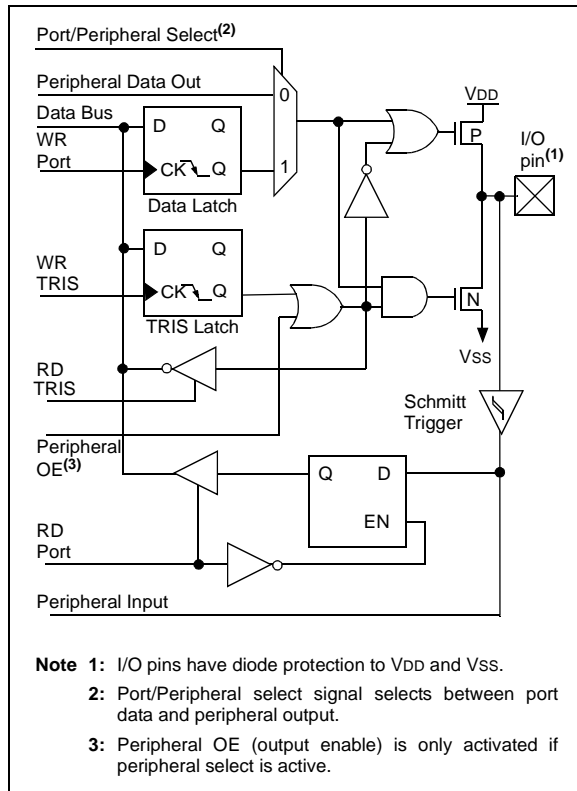 Port/Peripheral Select(2)
Peripheral Data Out
0
VDD
Data Bus
D Q
P
I/O
pin(1)
WR
Port
CK Q
1
Data Latch
D Q
WR
TRIS
CK Q
N
TRIS Latch
VSS
RD
TRIS
Schmitt
Trigger
Peripheral
OE(3)
Q D
EN
RD
Port
Peripheral Input
Note 1: I/O pins have diode protection to VDD and VSS.
2: Port/Peripheral select signal selects between port
data and peripheral output.
3: Peripheral OE (output enable) is only activated if
peripheral select is active.